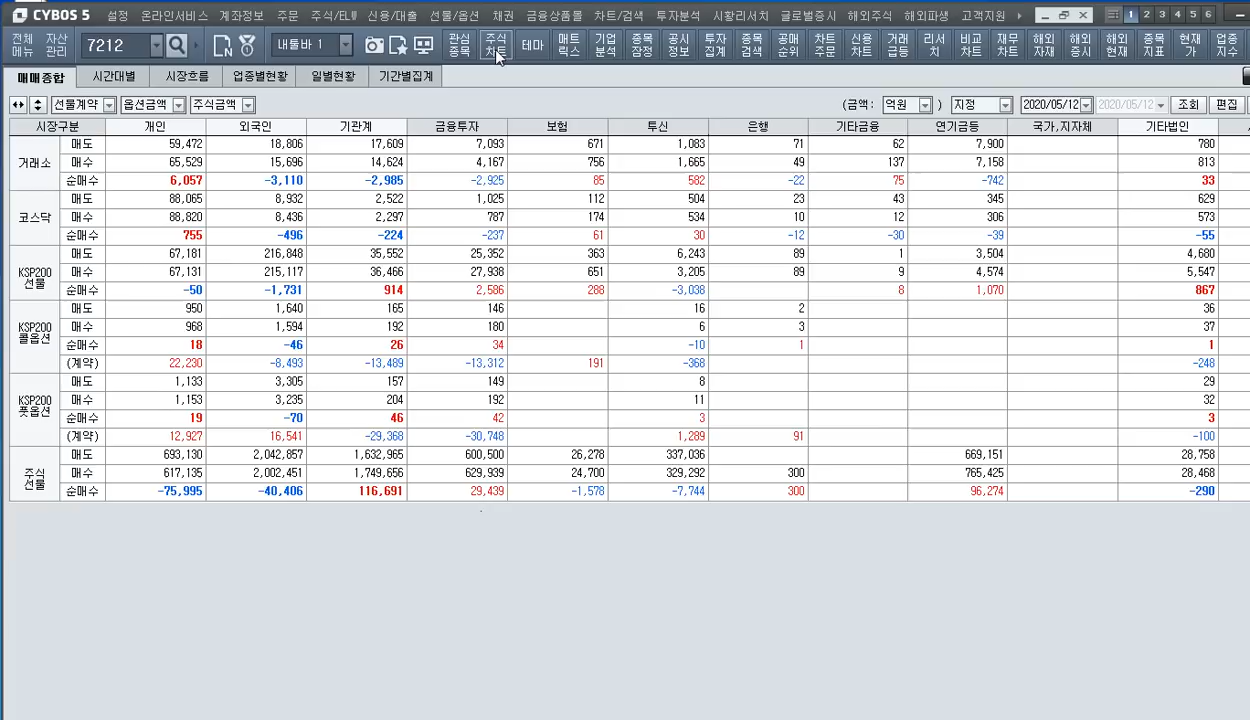 CYBOS 5 설정 온라인서비스 계좌정보 주문 주식/ELW 신용/대출 선물/옵션 채권 금융상품몰 차트/검색 투자분석 시황리서치 글로벌증시 해외주식 해외파생 고객지원 1 2 3 4 5 6
전체메뉴 자산관리 7212 내툴바 1 관심종목 주식차트 테마 매트릭스 기업분석 종목잠정 공시정보 투자집계 종목검색 공매순위 차트주문 신용차트 거래급등 리서치 비교차트 재무차트 해외자재 해외증시 해외현재 종목지표 현재가 업종지수
매매종합 시간대별 시장흐름 업종별현황 일별현황 기간별집계
선물계약 옵션금액 주식금액 (금액: 억원 ) 지정 2020/05/12 2020/05/12 조회 편집
시장구분 개인 외국인 기관계 금융투자 보험 투신 은행 기타금융 연기금등 국가,지자체 기타법인
거래소
매도 59,472 18,806 17,609 7,093 671 1,083 71 62 7,900 780
매수 65,529 15,696 14,624 4,167 756 1,665 49 137 7,158 813
순매수 6,057 -3,110 -2,985 -2,925 85 582 -22 75 -742 33
코스닥
매도 88,065 8,932 2,522 1,025 112 504 23 43 345 629
매수 88,820 8,436 2,297 787 174 534 10 12 306 573
순매수 755 -496 -224 -237 61 30 -12 -30 -39 -55
KSP200 선물
매도 67,181 216,848 35,552 25,352 363 6,243 89 1 3,504 4,680
매수 67,131 215,117 36,466 27,938 651 3,205 89 9 4,574 5,547
순매수 -50 -1,731 914 2,586 288 -3,038 8 1,070 867
KSP200 콜옵션
매도 950 1,640 165 146 16 2 36
매수 968 1,594 192 180 6 3 37
순매수 18 -46 26 34 -10 1 1
(계약) 22,230 -8,493 -13,489 -13,312 191 -368 -248
KSP200 풋옵션
매도 1,133 3,305 157 149 8 29
매수 1,153 3,235 204 192 11 32
순매수 19 -70 46 42 3 3
(계약) 12,927 16,541 -29,368 -30,748 1,289 91 -100
주식 선물
매도 693,130 2,042,857 1,632,965 600,500 26,278 337,036 669,151 28,758
매수 617,135 2,002,451 1,749,656 629,939 24,700 329,292 300 765,425 28,468
순매수 -75,995 -40,406 116,691 29,439 -1,578 -7,744 300 96,274 -290